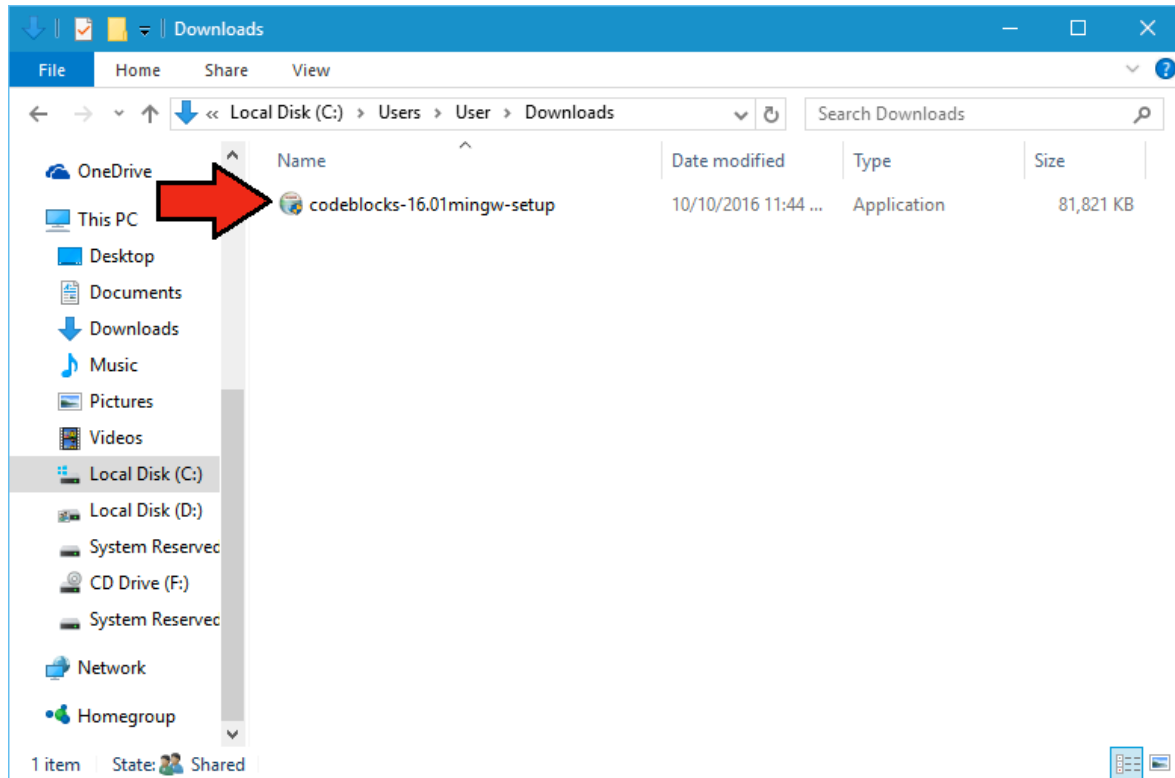 Downloads
File Home Share View
« Local Disk (C:) › Users › User › Downloads Search Downloads
Name Date modified Type Size
codeblocks-16.01mingw-setup 10/10/2016 11:44 ... Application 81,821 KB
OneDrive
This PC
Desktop
Documents
Downloads
Music
Pictures
Videos
Local Disk (C:)
Local Disk (D:)
System Reserved
CD Drive (F:)
System Reserved
Network
Homegroup
1 item State: Shared